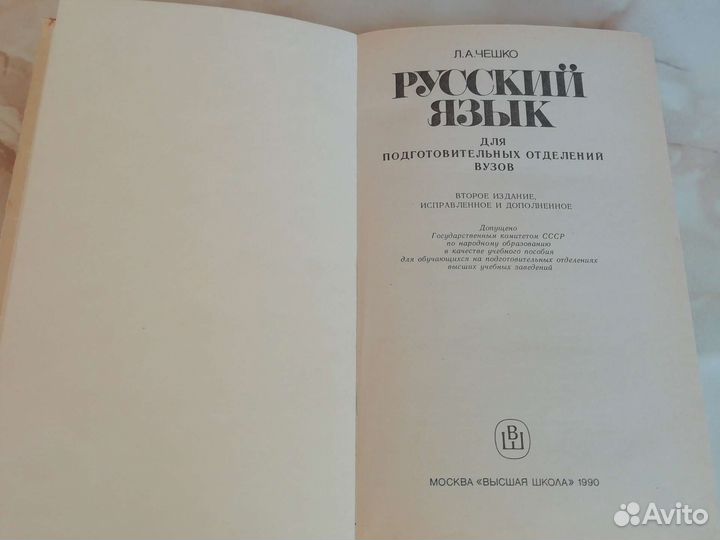 Л.А.ЧЕШКО
РУССКИЙ
ЯЗЫК
ДЛЯ
ПОДГОТОВИТЕЛЬНЫХ ОТДЕЛЕНИЙ
ВУЗОВ
ВТОРОЕ ИЗДАНИЕ,
ИСПРАВЛЕННОЕ И ДОПОЛНЕННОЕ
Допущено
Государственным комитетом СССР
по народному образованию
в качестве учебного пособия
для обучающихся на подготовительных отделениях
высших учебных заведений
ВШ
МОСКВА «ВЫСШАЯ ШКОЛА» 1990
Avito